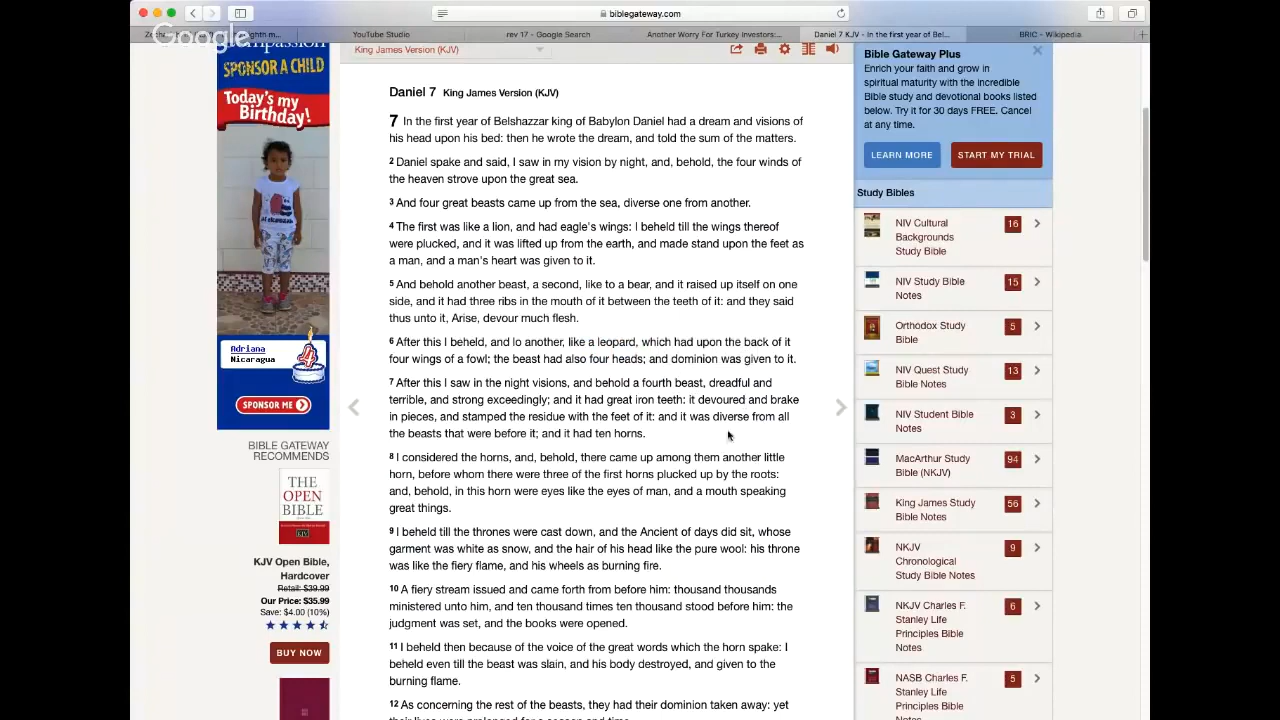 biblegateway.com
YouTube Studio
rev 17 - Google Search
Another Worry For Turkey Investors:...
Daniel 7 KJV - In the first year of Bel...
BRIC - Wikipedia
Google
SPONSOR A CHILD
Today's my
Birthday!
Adriana
Nicaragua
4
SPONSOR ME
BIBLE GATEWAY
RECOMMENDS
THE
OPEN
BIBLE
KJV Open Bible,
Hardcover
Retail: $39.99
Our Price: $35.99
Save: $4.00 (10%)
BUY NOW
King James Version (KJV)
Daniel 7 King James Version (KJV)
7 In the first year of Belshazzar king of Babylon Daniel had a dream and visions of
his head upon his bed: then he wrote the dream, and told the sum of the matters.
2 Daniel spake and said, I saw in my vision by night, and, behold, the four winds of
the heaven strove upon the great sea.
3 And four great beasts came up from the sea, diverse one from another.
4 The first was like a lion, and had eagle's wings: I beheld till the wings thereof
were plucked, and it was lifted up from the earth, and made stand upon the feet as
a man, and a man's heart was given to it.
5 And behold another beast, a second, like to a bear, and it raised up itself on one
side, and it had three ribs in the mouth of it between the teeth of it: and they said
thus unto it, Arise, devour much flesh.
6 After this I beheld, and lo another, like a leopard, which had upon the back of it
four wings of a fowl; the beast had also four heads; and dominion was given to it.
7 After this I saw in the night visions, and behold a fourth beast, dreadful and
terrible, and strong exceedingly; and it had great iron teeth: it devoured and brake
in pieces, and stamped the residue with the feet of it: and it was diverse from all
the beasts that were before it; and it had ten horns.
8 I considered the horns, and, behold, there came up among them another little
horn, before whom there were three of the first horns plucked up by the roots:
and, behold, in this horn were eyes like the eyes of man, and a mouth speaking
great things.
9 I beheld till the thrones were cast down, and the Ancient of days did sit, whose
garment was white as snow, and the hair of his head like the pure wool: his throne
was like the fiery flame, and his wheels as burning fire.
10 A fiery stream issued and came forth from before him: thousand thousands
ministered unto him, and ten thousand times ten thousand stood before him: the
judgment was set, and the books were opened.
11 I beheld then because of the voice of the great words which the horn spake: I
beheld even till the beast was slain, and his body destroyed, and given to the
burning flame.
12 As concerning the rest of the beasts, they had their dominion taken away: yet
their lives were prolonged for a season and time.
Bible Gateway Plus
Enrich your faith and grow in
spiritual maturity with the incredible
Bible study and devotional books listed
below. Try it for 30 days FREE. Cancel
at any time.
LEARN MORE START MY TRIAL
Study Bibles
NIV Cultural 16
Backgrounds
Study Bible
NIV Study Bible 15
Notes
Orthodox Study 5
Bible
NIV Quest Study 13
Bible Notes
NIV Student Bible 3
Notes
MacArthur Study 94
Bible (NKJV)
King James Study 56
Bible Notes
NKJV 9
Chronological
Study Bible Notes
NKJV Charles F. 6
Stanley Life
Principles Bible
Notes
NASB Charles F. 5
Stanley Life
Principles Bible